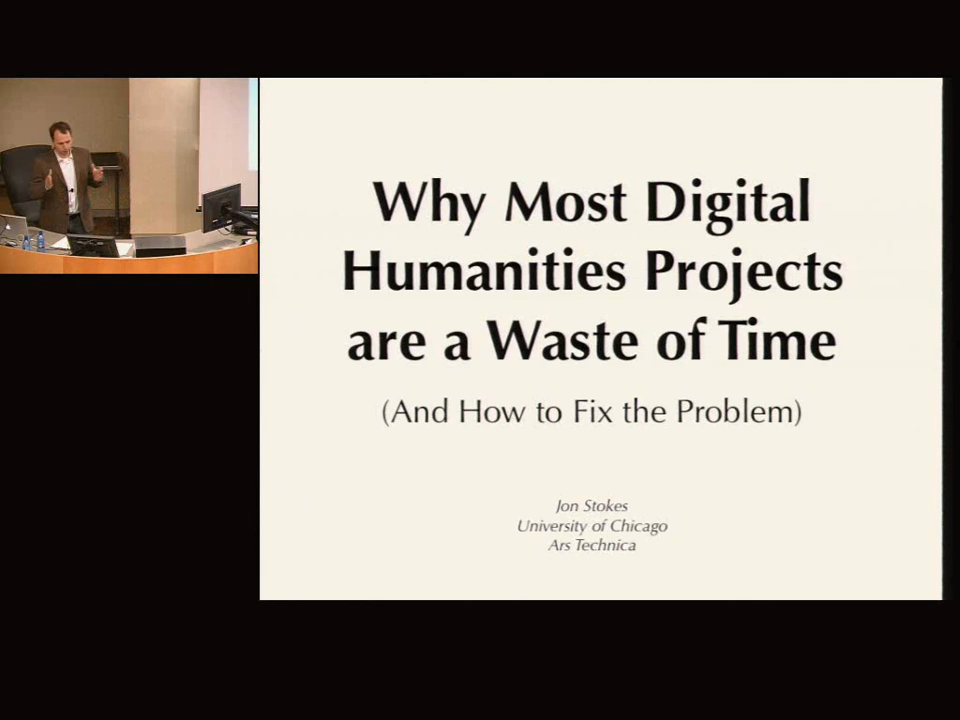 Why Most Digital
Humanities Projects
are a Waste of Time
(And How to Fix the Problem)
Jon Stokes
University of Chicago
Ars Technica